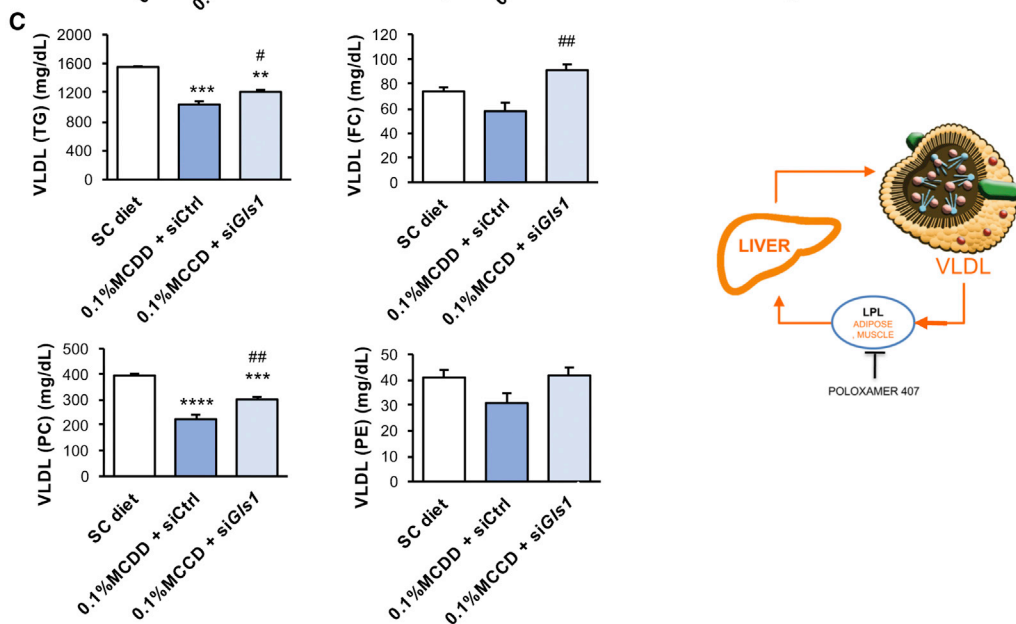 0.
C
VLDL (TG) (mg/dL)
2000
1600
1200
800
400
0
***
#
**
SC diet
0.1%MCDD + siCtrl
0.1%MCCD + siGls1
VLDL (FC) (mg/dL)
120
100
80
60
40
20
0
##
SC diet
0.1%MCDD + siCtrl
0.1%MCCD + siGls1
VLDL (PC) (mg/dL)
500
400
300
200
100
0
****
##
***
SC diet
0.1%MCDD + siCtrl
0.1%MCCD + siGls1
VLDL (PE) (mg/dL)
50
40
30
20
10
0
SC diet
0.1%MCDD + siCtrl
0.1%MCCD + siGls1
LIVER
VLDL
LPL
ADIPOSE
, MUSCLE
POLOXAMER 407